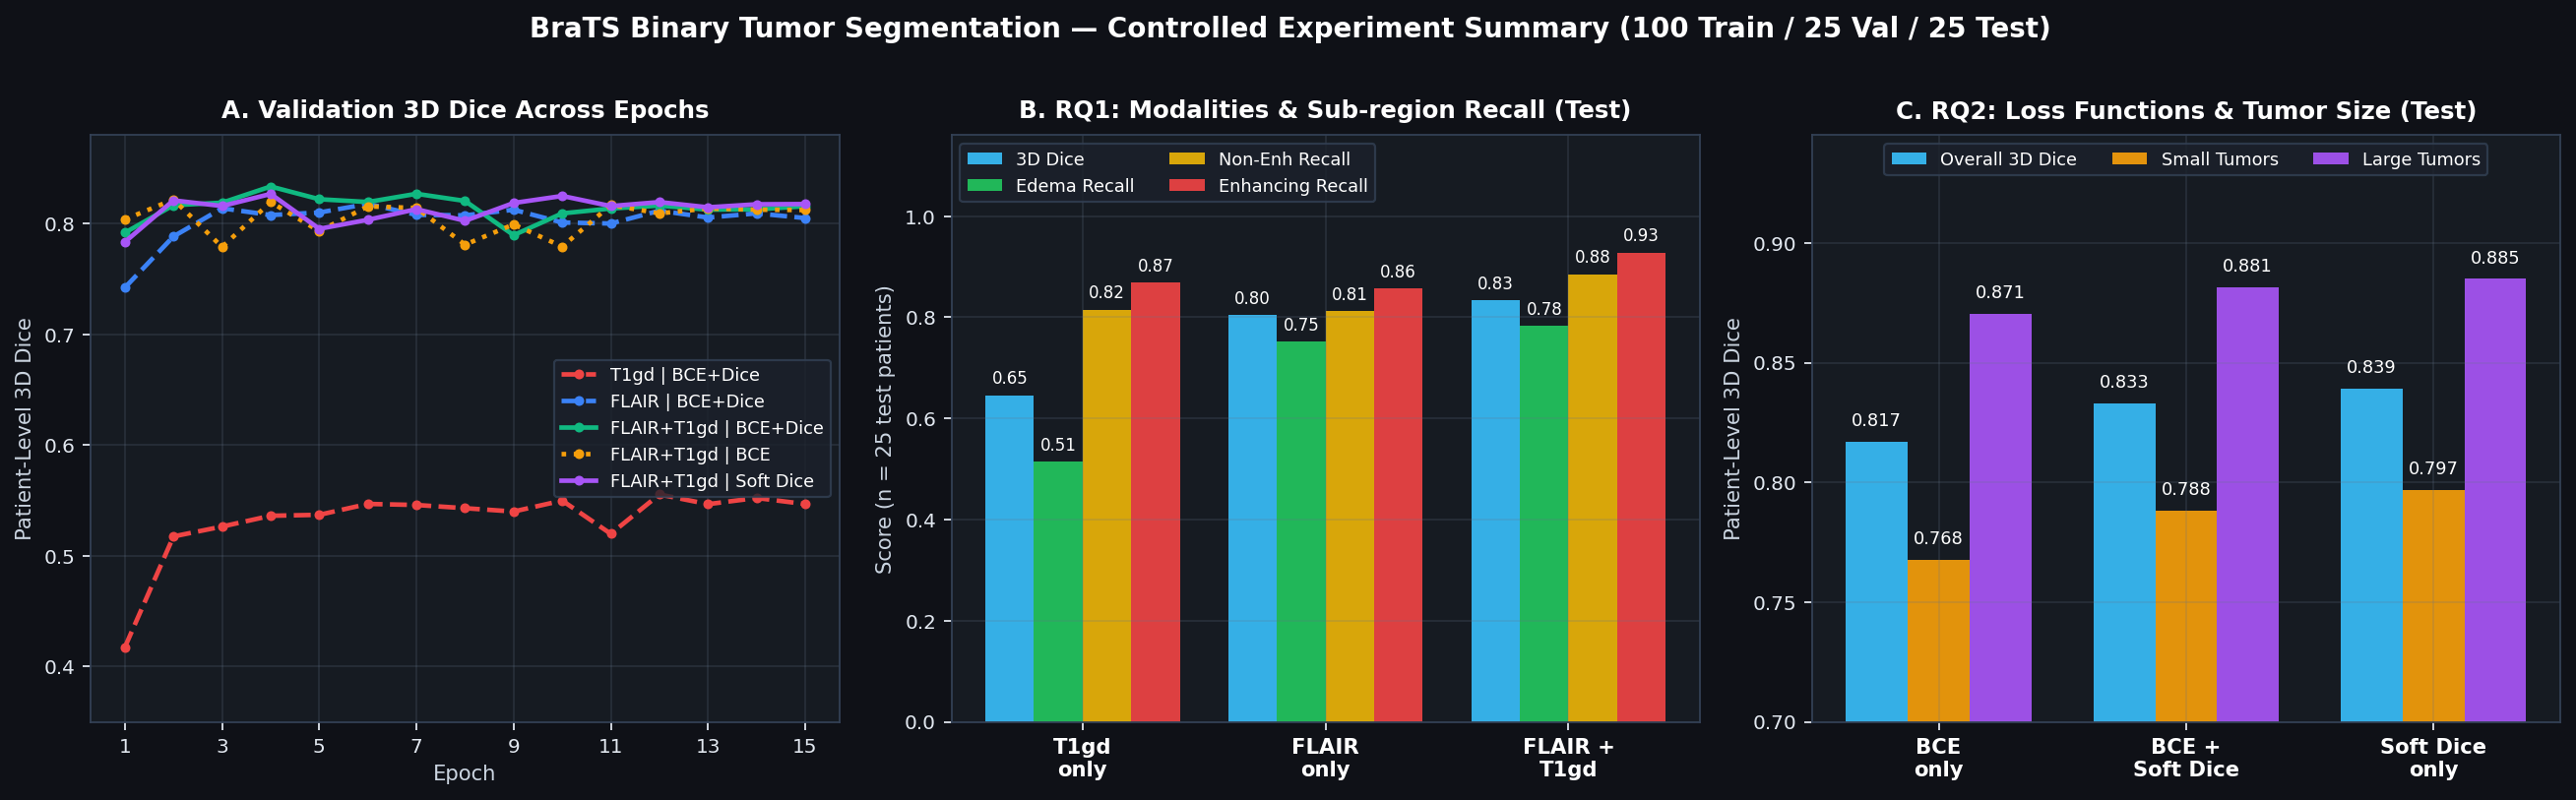 BraTS Binary Tumor Segmentation — Controlled Experiment Summary (100 Train / 25 Val / 25 Test)
A. Validation 3D Dice Across Epochs
Patient-Level 3D Dice
0.8
0.7
0.6
0.5
0.4
T1gd | BCE+Dice
FLAIR | BCE+Dice
FLAIR+T1gd | BCE+Dice
FLAIR+T1gd | BCE
FLAIR+T1gd | Soft Dice
1 3 5 7 9 11 13 15
Epoch
B. RQ1: Modalities & Sub-region Recall (Test)
Score (n = 25 test patients)
3D Dice Non-Enh Recall
Edema Recall Enhancing Recall
1.0
0.8
0.6
0.4
0.2
0.0
0.65 0.51 0.82 0.87
0.80 0.75 0.81 0.86
0.83 0.78 0.88 0.93
T1gd
only
FLAIR
only
FLAIR +
T1gd
C. RQ2: Loss Functions & Tumor Size (Test)
Patient-Level 3D Dice
Overall 3D Dice Small Tumors Large Tumors
0.90
0.85
0.80
0.75
0.70
0.817 0.768 0.871
0.833 0.788 0.881
0.839 0.797 0.885
BCE
only
BCE +
Soft Dice
Soft Dice
only